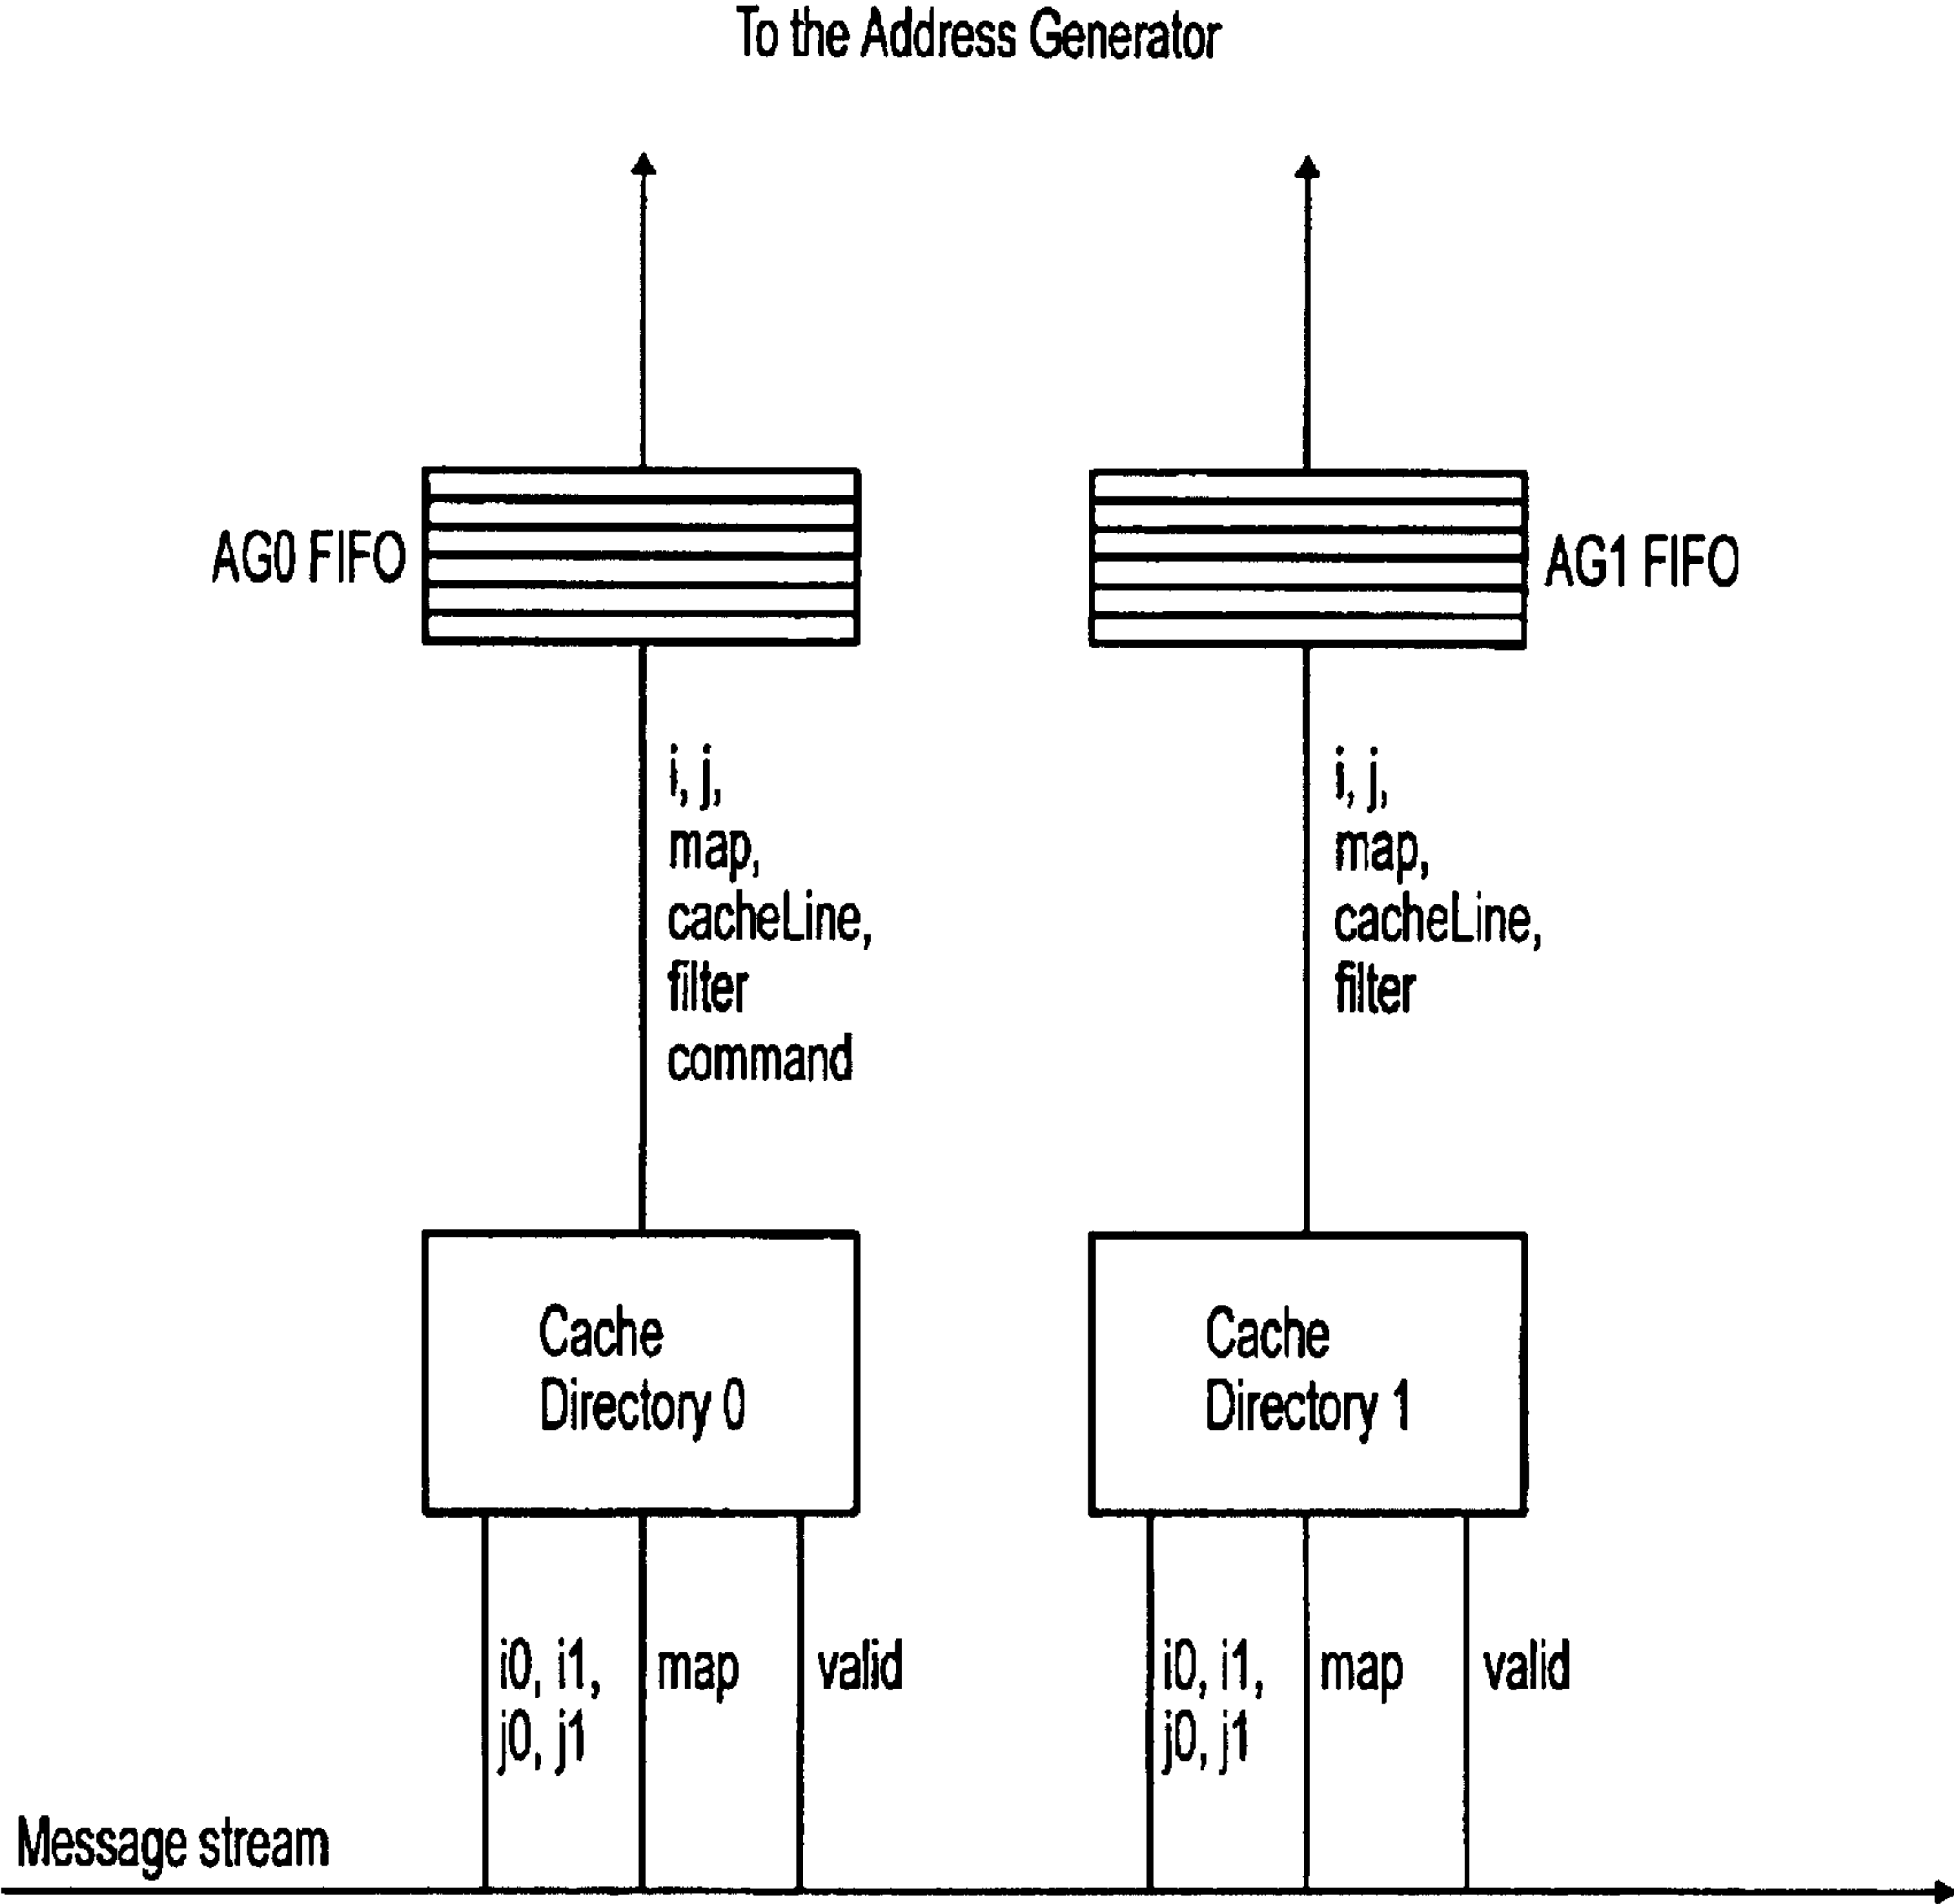 To the Address Generator
AG0 FIFO
AG1 FIFO
i, j,
map,
cacheLine,
filter
command
i, j,
map,
cacheLine,
filter
Cache
Directory 0
Cache
Directory 1
i0, i1,
j0, j1
map
valid
i0, i1,
j0, j1
map
valid
Message stream